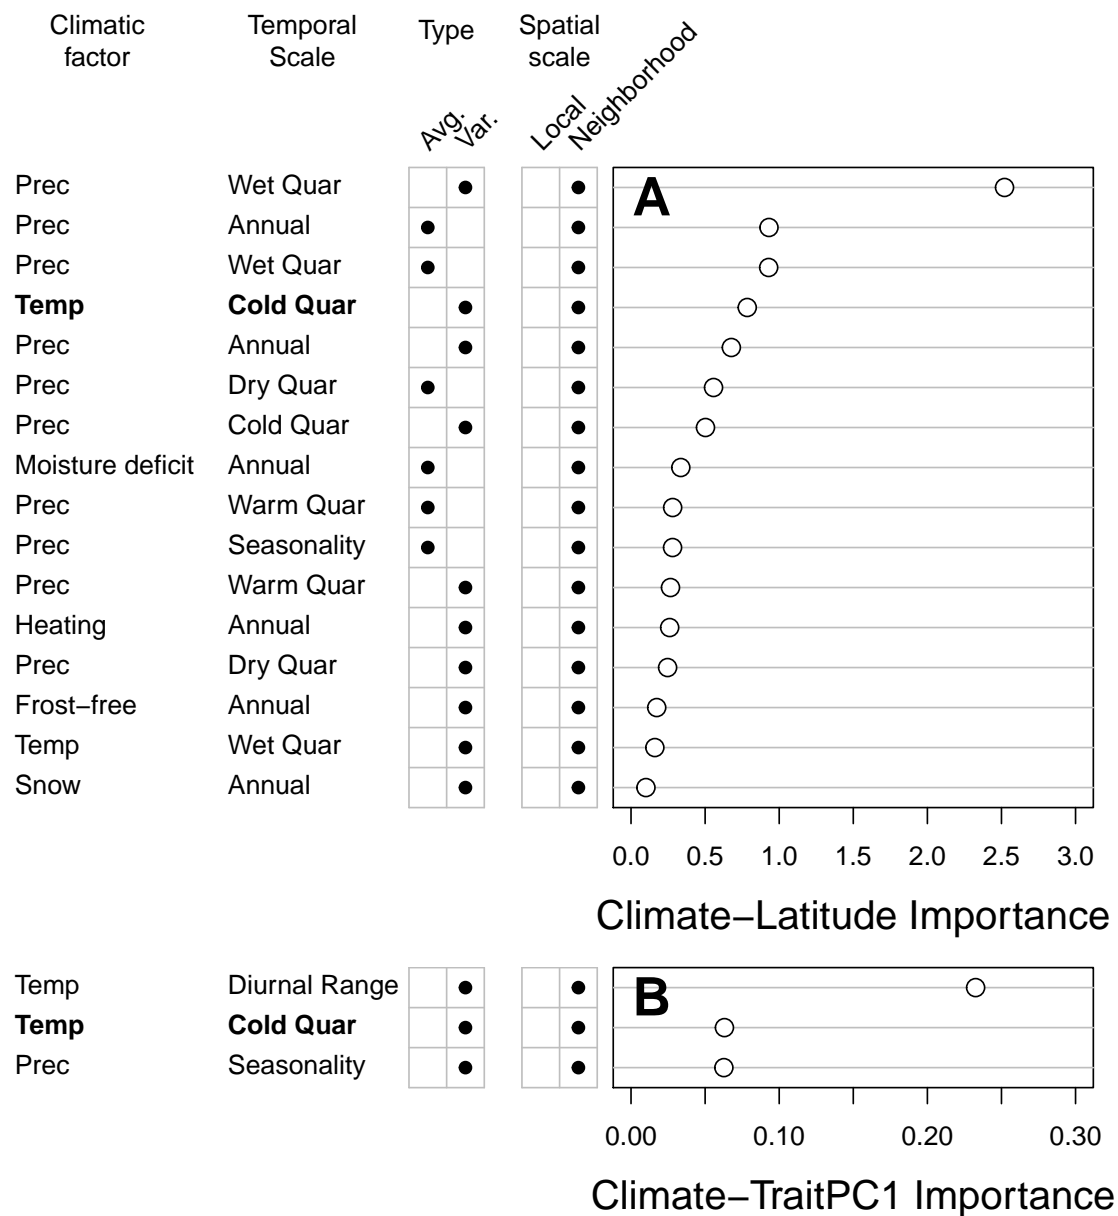 Climatic factor
Temporal Scale
Type
Spatial scale
Avg.
Var.
Local
Neighborhood
A
Prec Wet Quar
Prec Annual
Prec Wet Quar
Temp Cold Quar
Prec Annual
Prec Dry Quar
Prec Cold Quar
Moisture deficit Annual
Prec Warm Quar
Prec Seasonality
Prec Warm Quar
Heating Annual
Prec Dry Quar
Frost−free Annual
Temp Wet Quar
Snow Annual
0.0 0.5 1.0 1.5 2.0 2.5 3.0
Climate−Latitude Importance
B
Temp Diurnal Range
Temp Cold Quar
Prec Seasonality
0.00 0.10 0.20 0.30
Climate−TraitPC1 Importance